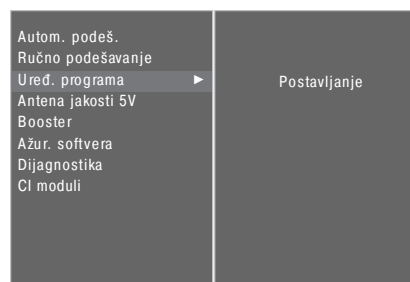 Autom. podeš.
Ručno podešavanje
Uređ. programa ►
Postavljanje
Antena jakosti 5V
Booster
Ažur. softvera
Dijagnostika
CI moduli